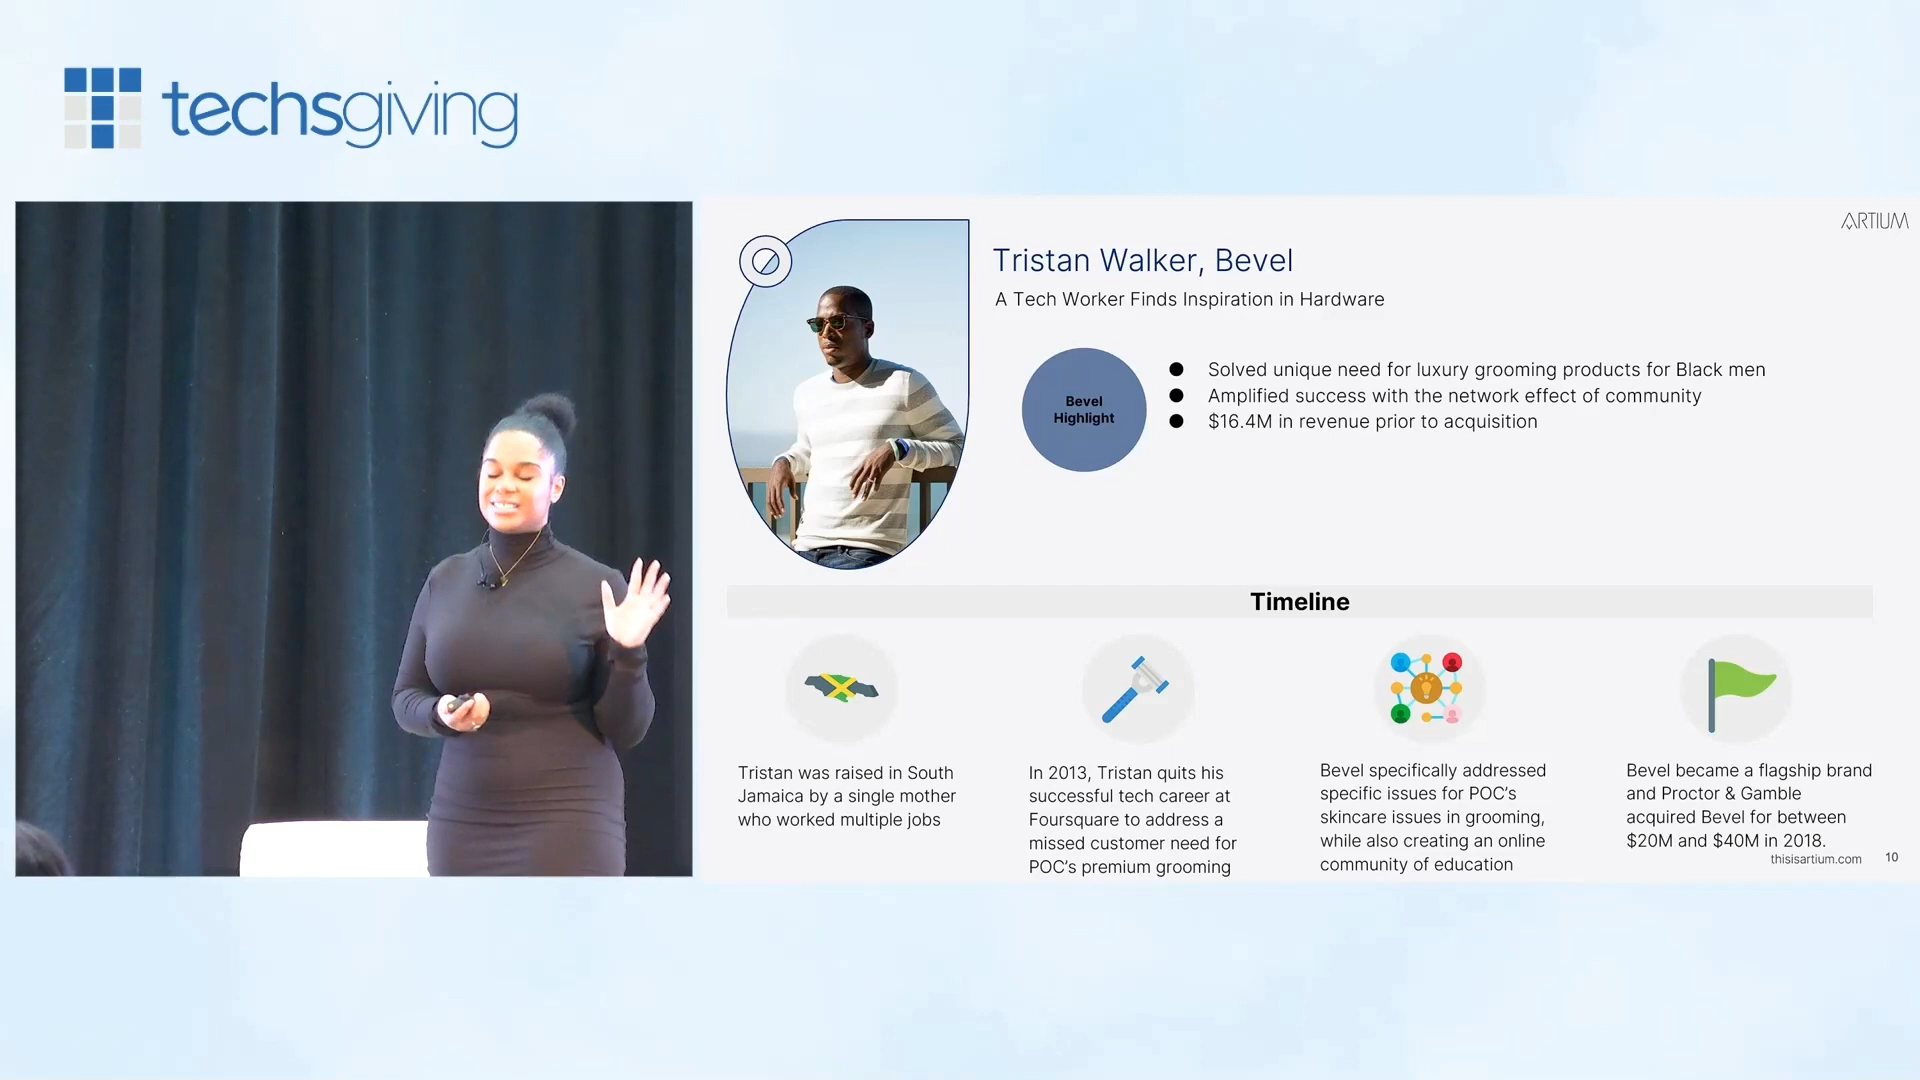 techsgiving
ARTIUM
Tristan Walker, Bevel
A Tech Worker Finds Inspiration in Hardware
Bevel
Highlight
● Solved unique need for luxury grooming products for Black men
● Amplified success with the network effect of community
● $16.4M in revenue prior to acquisition
Timeline
Tristan was raised in South
Jamaica by a single mother
who worked multiple jobs
In 2013, Tristan quits his
successful tech career at
Foursquare to address a
missed customer need for
POC’s premium grooming
Bevel specifically addressed
specific issues for POC’s
skincare issues in grooming,
while also creating an online
community of education
Bevel became a flagship brand
and Proctor & Gamble
acquired Bevel for between
$20M and $40M in 2018.
thisisartium.com
10